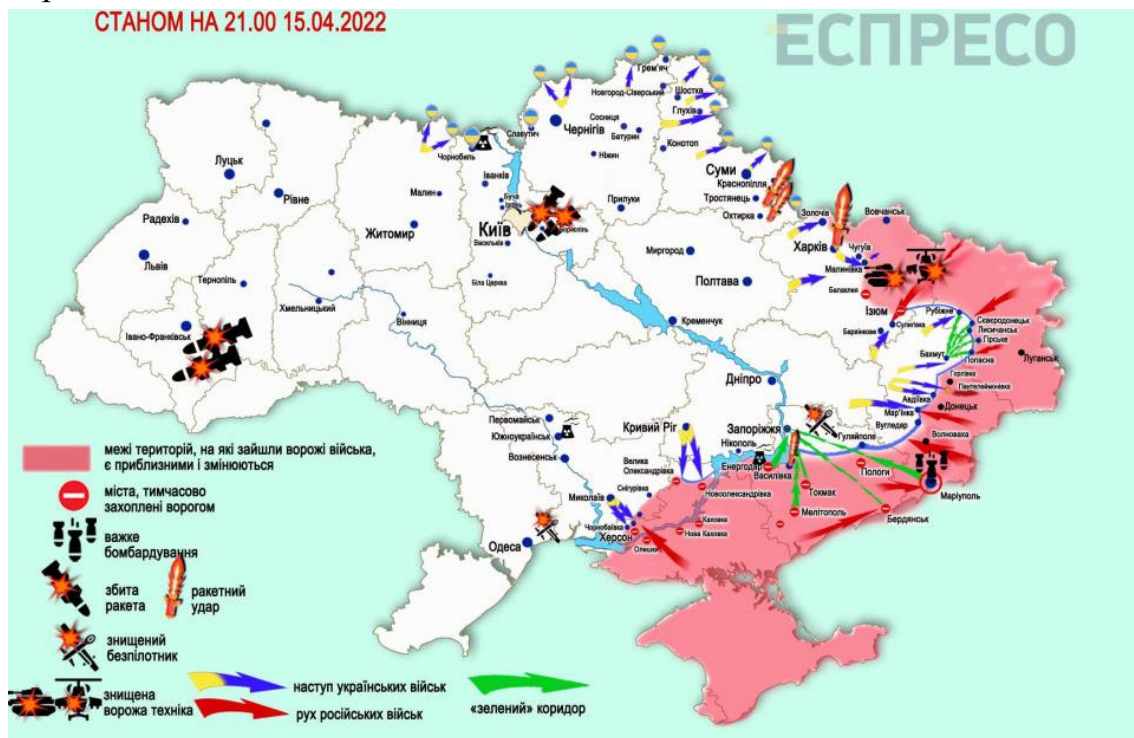 СТАНОМ НА 21.00 15.04.2022
ЕСПРЕСО
Грем'яч
Новгород-Сіверський
Шостка
Глухів
Славутич
Чернігів
Сосниця
Батурин
Конотоп
Ніжин
Чорнобиль
Луцьк
Рівне
Малин
Іванків
Буча
Суми
Краснопілля
Тростянець
Охтирка
Радехів
Житомир
Київ
Бориспіль
Васильків
Прилуки
Золочів
Вовчанськ
Львів
Миргород
Харків
Чугуїв
Малинівка
Тернопіль
Хмельницький
Біла Церква
Полтава
Балаклея
Ізюм
Рубіжне
Івано-Франківськ
Вінниця
Кременчук
Барвінкове
Сулигівка
Сєвєродонецьк
Лисичанськ
Гірське
Бахмут
Попасна
Луганськ
Горлівка
Пантелеймонівка
Дніпро
Авдіївка
Мар'їнка
Донецьк
Вугледар
Первомайськ
Южноукраїнськ
Кривий Ріг
Запоріжжя
Нікополь
Гуляйполе
Волноваха
Вознесенськ
Велика
Олександрівка
Енергодар
Василівка
Пологи
Маріуполь
Снігурівка
Новоолександрівка
Токмак
Миколаїв
Мелітополь
Бердянськ
Чорнобаївка
Каховка
Херсон
Нова Каховка
Олешки
Одеса
межі територій, на які зайшли ворожі війська,
є приблизними і змінюються
міста, тимчасово
захоплені ворогом
важке
бомбардування
збита
ракета
ракетний
удар
знищений
безпілотник
знищена
ворожа техніка
наступ українських військ
рух російських військ
«зелений» коридор